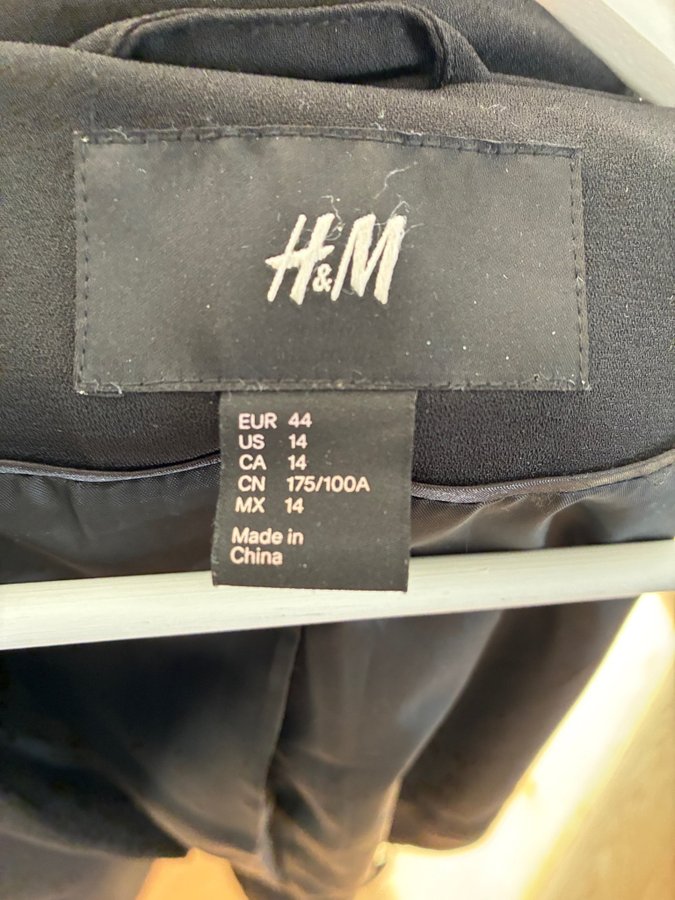 H&M
EUR 44
US 14
CA 14
CN 175/100A
MX 14
Made in
China